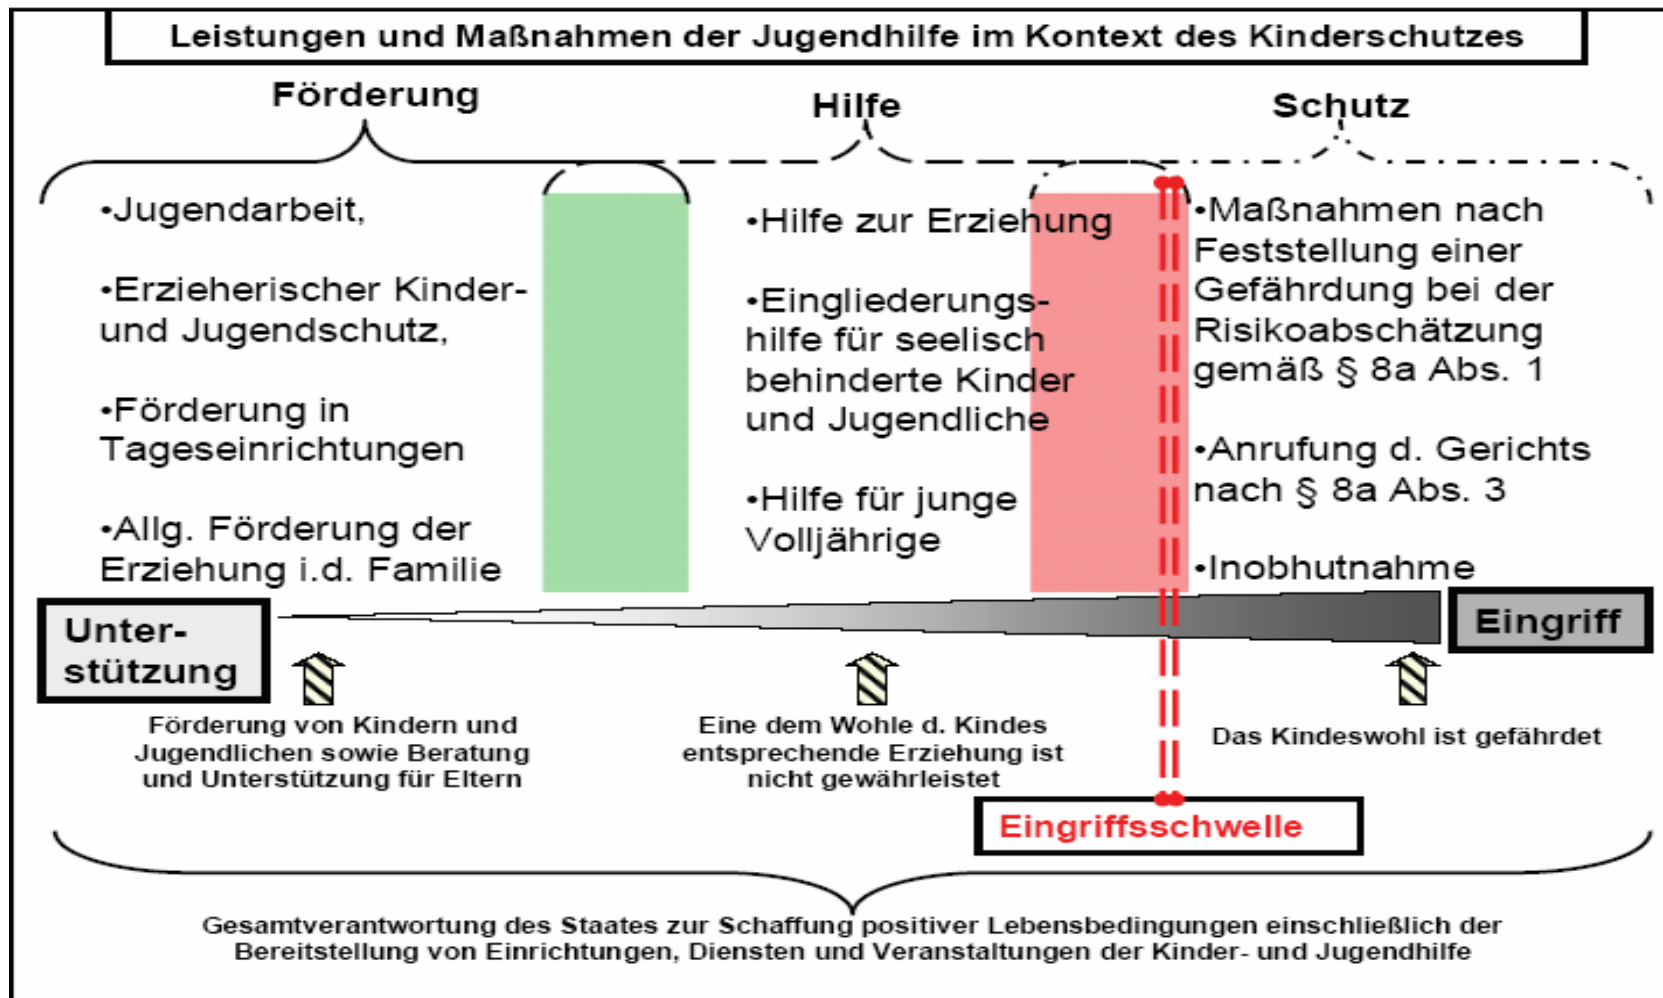 Leistungen und Maßnahmen der Jugendhilfe im Kontext des Kinderschutzes
Förderung
•Jugendarbeit,
•Erzieherischer Kinder-
und Jugendschutz,
•Förderung in
Tageseinrichtungen
•Allg. Förderung der
Erziehung i.d. Familie
Hilfe
•Hilfe zur Erziehung
•Eingliederungs-
hilfe für seelisch
behinderte Kinder
und Jugendliche
•Hilfe für junge
Volljährige
Schutz
•Maßnahmen nach
Feststellung einer
Gefährdung bei der
Risikoabschätzung
gemäß § 8a Abs. 1
•Anrufung d. Gerichts
nach § 8a Abs. 3
•Inobhutnahme
Unter-
stützung
Eingriff
Förderung von Kindern und
Jugendlichen sowie Beratung
und Unterstützung für Eltern
Eine dem Wohle d. Kindes
entsprechende Erziehung ist
nicht gewährleistet
Das Kindeswohl ist gefährdet
Eingriffsschwelle
Gesamtverantwortung des Staates zur Schaffung positiver Lebensbedingungen einschließlich der
Bereitstellung von Einrichtungen, Diensten und Veranstaltungen der Kinder- und Jugendhilfe